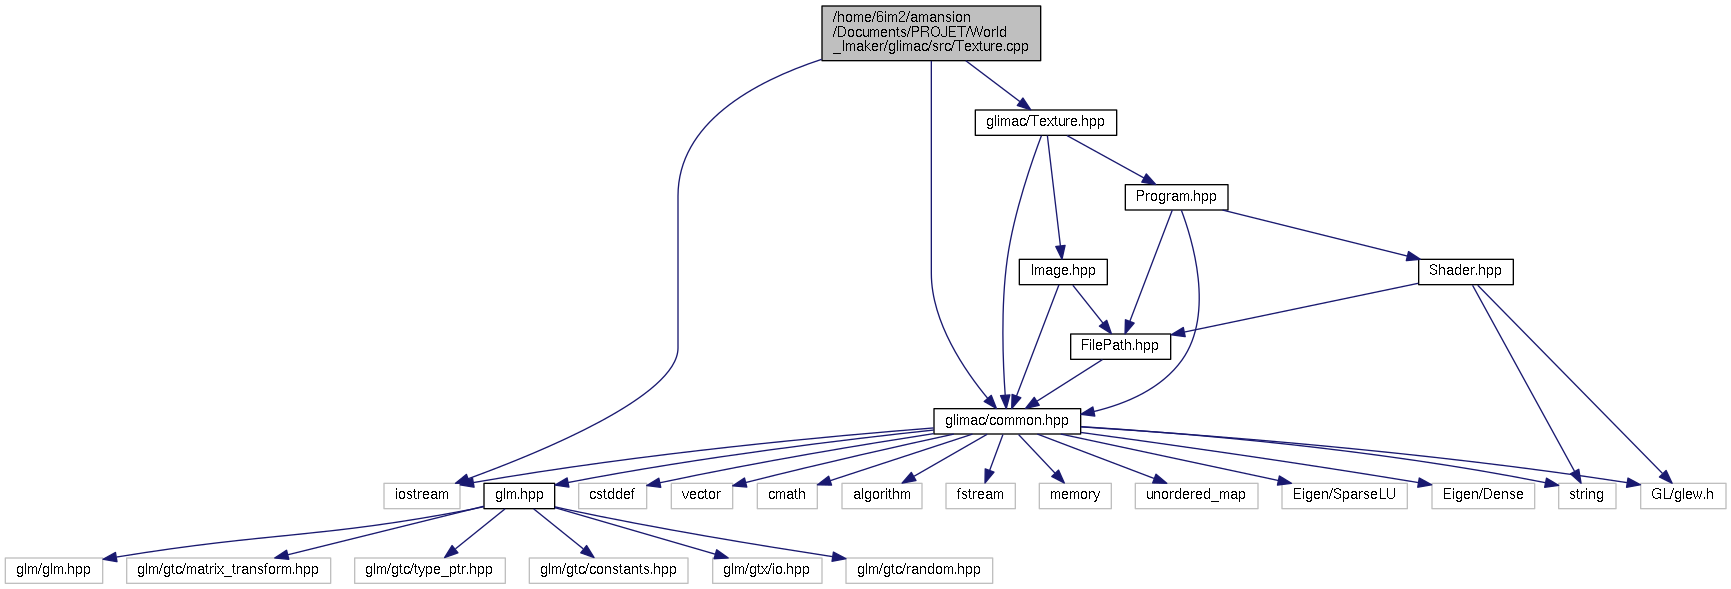 /home/6im2/amansion
/Documents/PROJET/World
_Imaker/glimac/src/Texture.cpp
glimac/Texture.hpp
Program.hpp
Image.hpp
Shader.hpp
FilePath.hpp
glimac/common.hpp
iostream
glm.hpp
cstddef
vector
cmath
algorithm
fstream
memory
unordered_map
Eigen/SparseLU
Eigen/Dense
string
GL/glew.h
glm/glm.hpp
glm/gtc/matrix_transform.hpp
glm/gtc/type_ptr.hpp
glm/gtc/constants.hpp
glm/gtx/io.hpp
glm/gtc/random.hpp